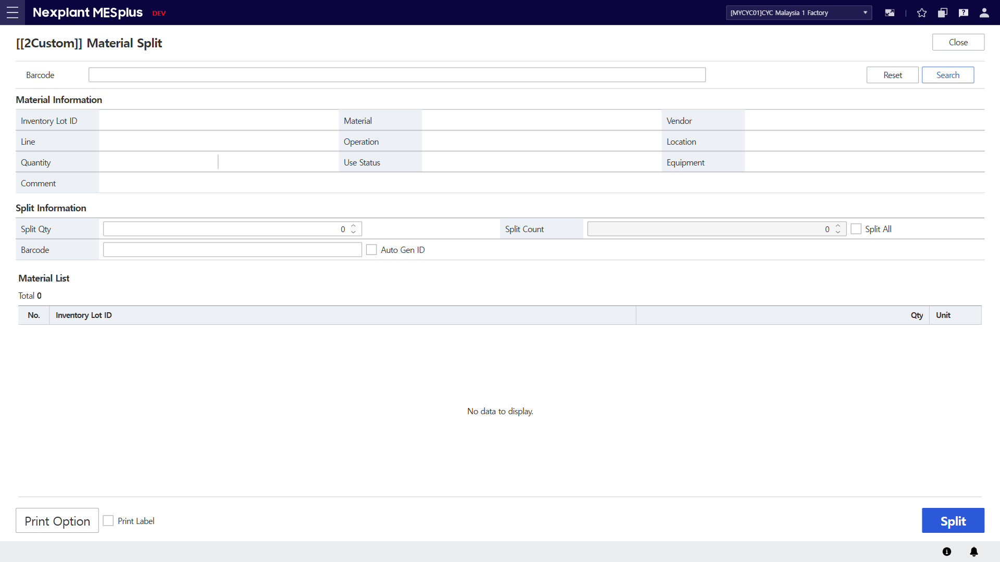 Nexplant MESplus DEV
[MYCYC01]CYC Malaysia 1 Factory
[[2Custom]] Material Split
Close
Barcode
Reset
Search
Material Information
Inventory Lot ID
Material
Vendor
Line
Operation
Location
Quantity
Use Status
Equipment
Comment
Split Information
Split Qty
0
Split Count
0
Split All
Barcode
Auto Gen ID
Material List
Total 0
No.
Inventory Lot ID
Qty
Unit
No data to display.
Print Option
Print Label
Split